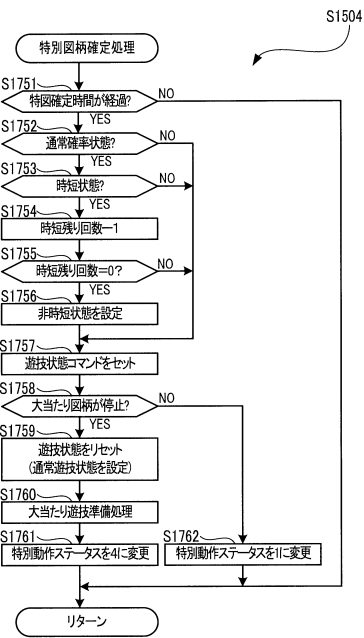 S1504
特別図柄確定処理
S1751
特図確定時間が経過?
NO
YES
S1752
通常確率状態?
NO
YES
S1753
時短状態?
NO
YES
S1754
時短残り回数ー1
S1755
時短残り回数=0?
NO
YES
S1756
非時短状態を設定
S1757
遊技状態コマンドをセット
S1758
大当たり図柄が停止?
NO
YES
S1759
遊技状態をリセット
(通常遊技状態を設定)
S1760
大当たり遊技準備処理
S1761
特別動作ステータスを4に変更
S1762
特別動作ステータスを1に変更
リターン